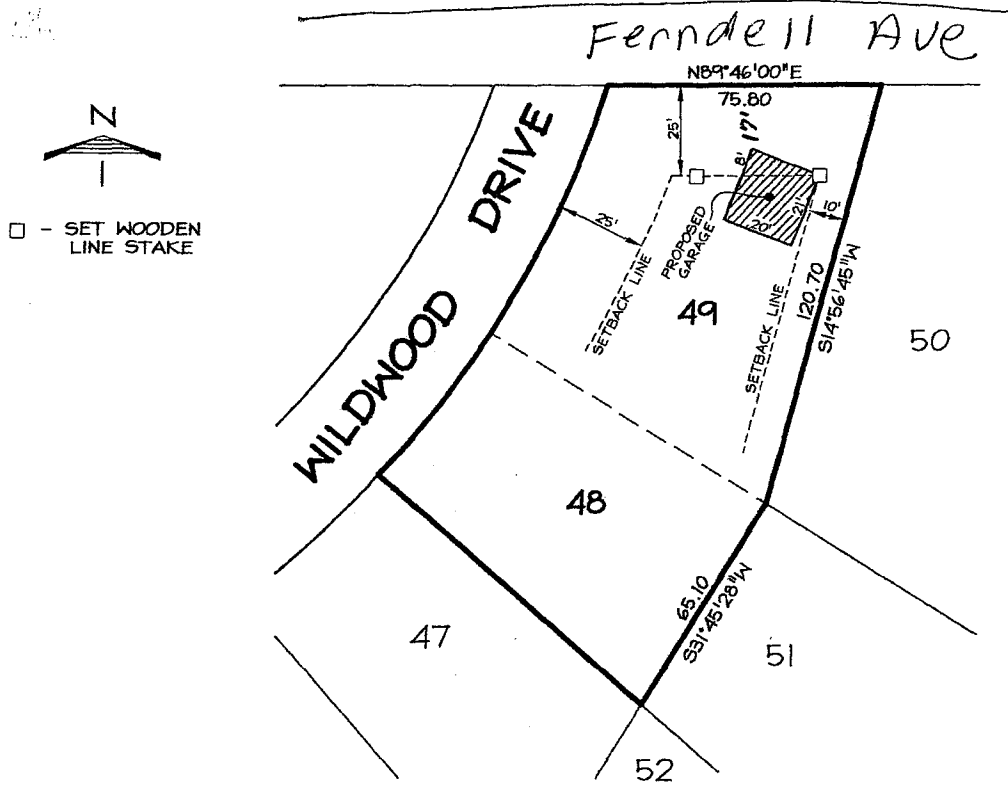 Ferndell Ave
N89°46'00"E
75.80
N
□ - SET WOODEN
LINE STAKE
WILDWOOD DRIVE
25'
17'
8'
20'
21'
10'
25'
PROPOSED
GARAGE
SETBACK LINE
SETBACK LINE
49
120.70
S14°56'45"W
50
48
65.10
S31°45'28"W
47
51
52